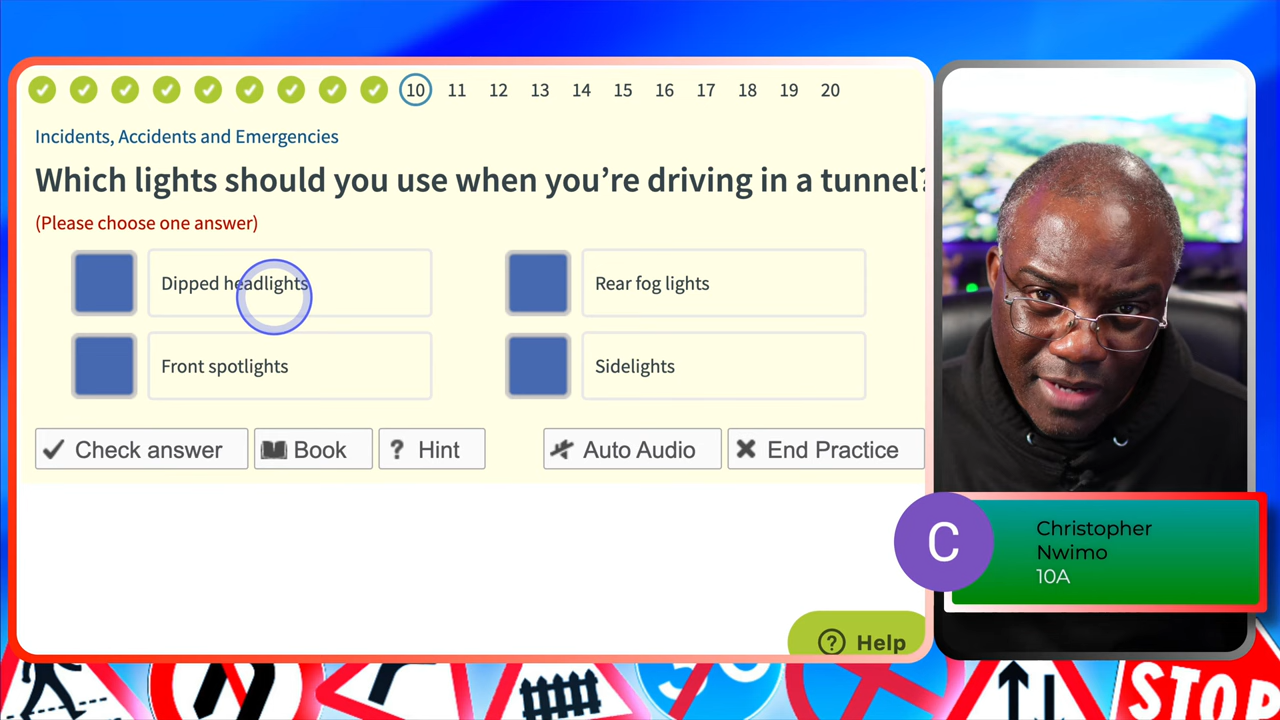 10 11 12 13 14 15 16 17 18 19 20
Incidents, Accidents and Emergencies
Which lights should you use when you’re driving in a tunnel?
(Please choose one answer)
Dipped headlights
Rear fog lights
Front spotlights
Sidelights
Check answer
Book
? Hint
Auto Audio
End Practice
C
Christopher
Nwimo
10A
? Help
STOP